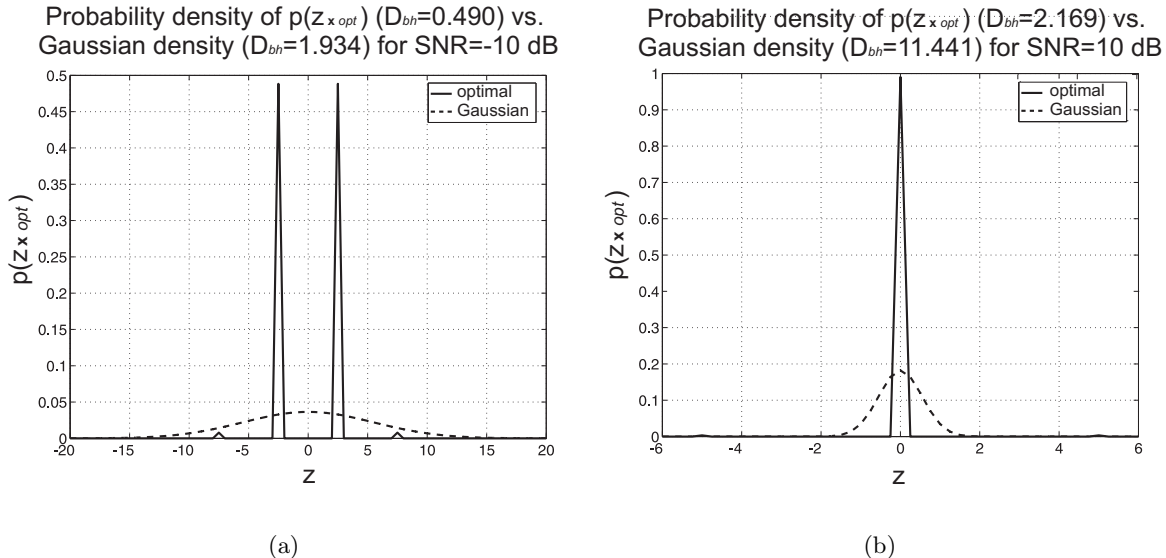 Probability density of p(z x opt) (Dbh=0.490) vs.
Gaussian density (Dbh=1.934) for SNR=-10 dB
0.5
0.45
0.4
0.35
0.3
0.25
0.2
0.15
0.1
0.05
0
p(z x opt)
optimal
Gaussian
-20 -15 -10 -5 0 5 10 15 20
z
(a)
Probability density of p(z x opt) (Dbh=2.169) vs.
Gaussian density (Dbh=11.441) for SNR=10 dB
1
0.9
0.8
0.7
0.6
0.5
0.4
0.3
0.2
0.1
0
p(z x opt)
optimal
Gaussian
-6 -4 -2 0 2 4 6
z
(b)